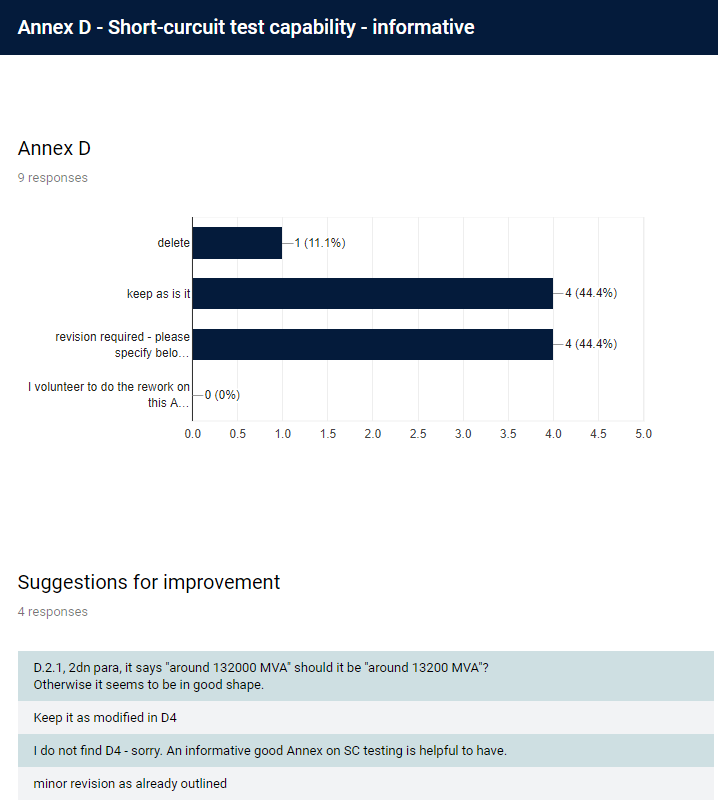 Annex D - Short-curcuit test capability - informative
Annex D
9 responses
delete
1 (11.1%)
keep as is it
4 (44.4%)
revision required - please
specify belo...
4 (44.4%)
I volunteer to do the rework on
this A...
0 (0%)
0.0 0.5 1.0 1.5 2.0 2.5 3.0 3.5 4.0 4.5 5.0
Suggestions for improvement
4 responses
D.2.1, 2dn para, it says "around 132000 MVA" should it be "around 13200 MVA"?
Otherwise it seems to be in good shape.
Keep it as modified in D4
I do not find D4 - sorry. An informative good Annex on SC testing is helpful to have.
minor revision as already outlined